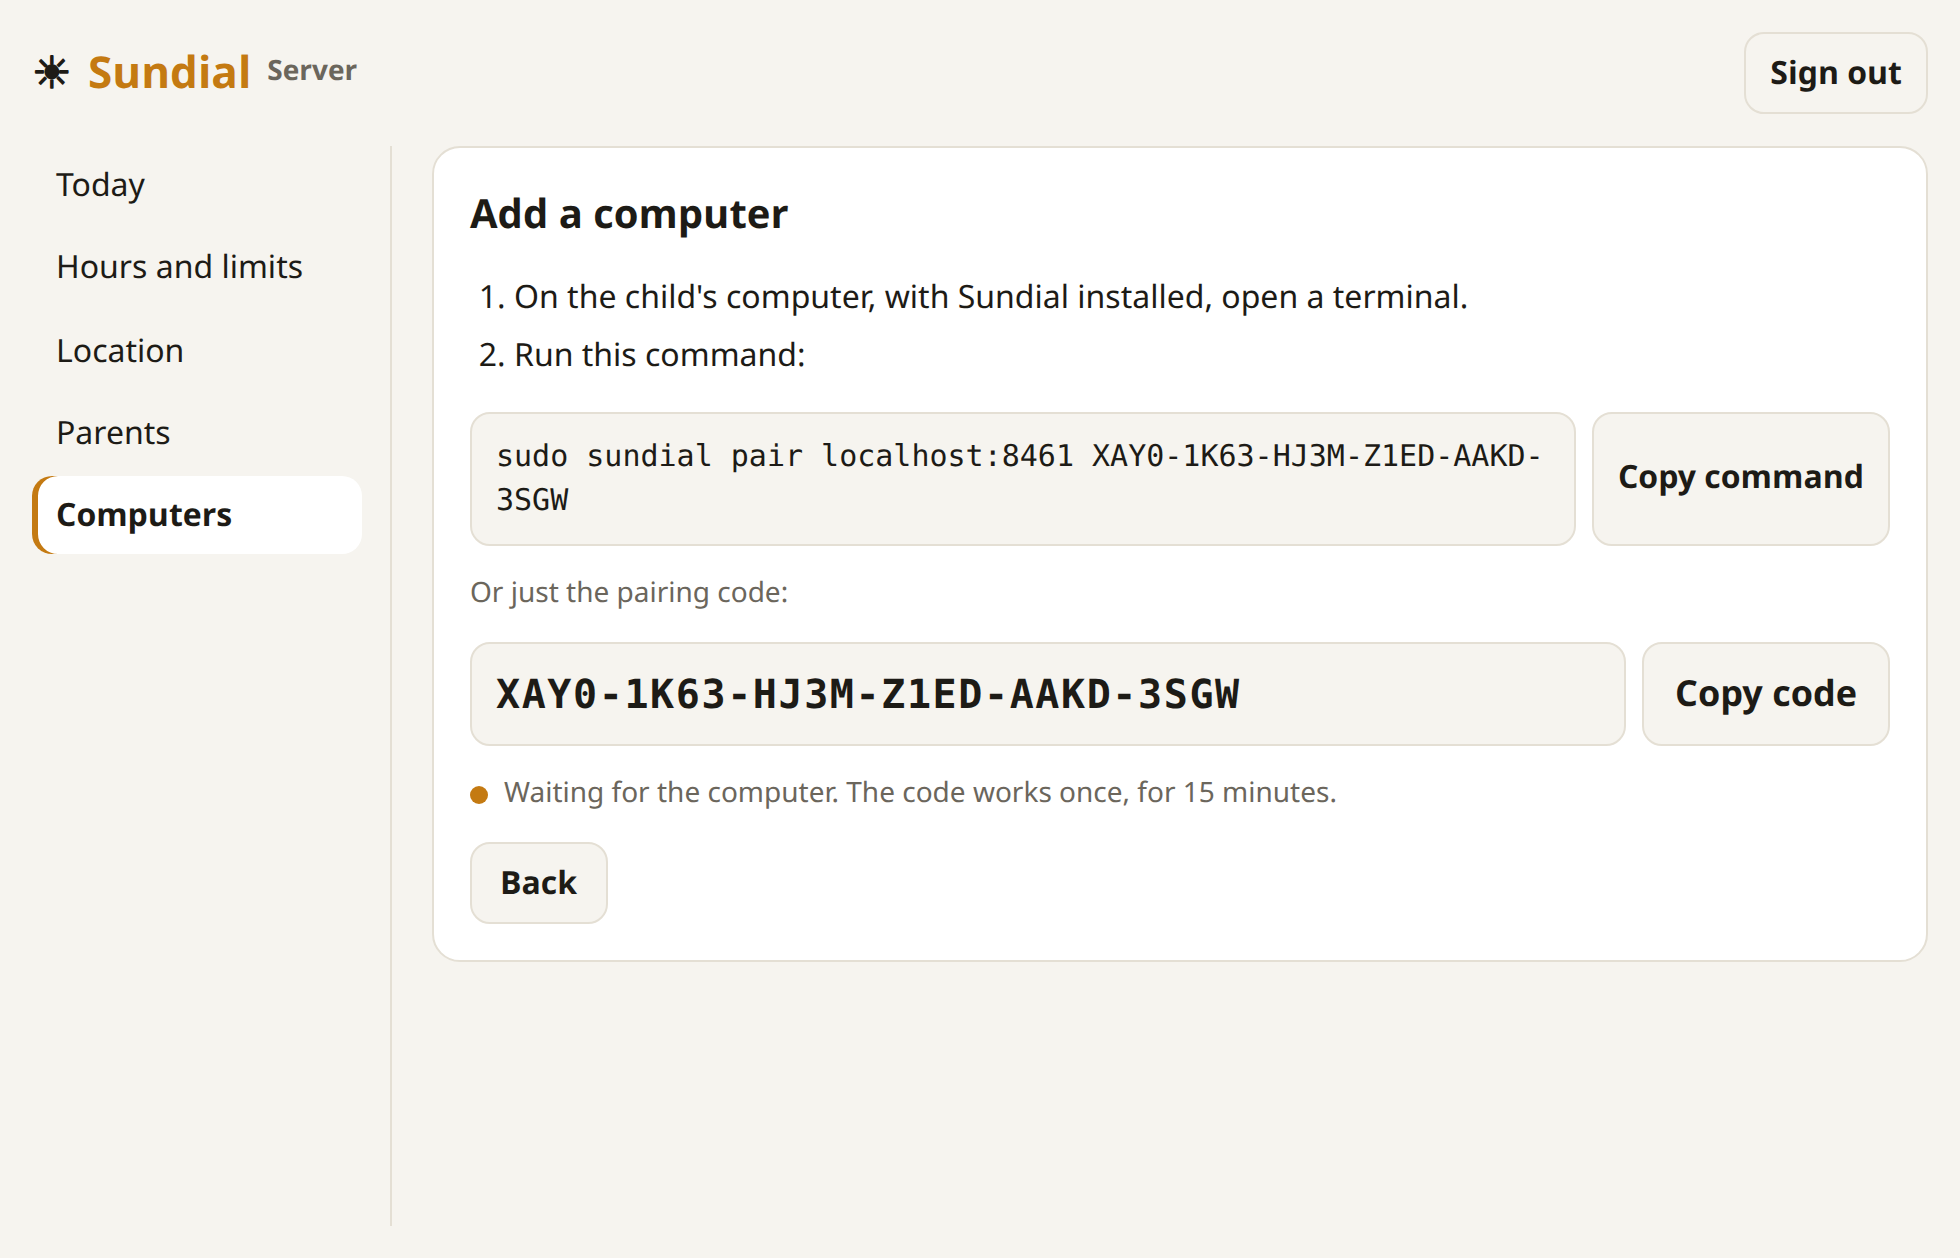 ☀ Sundial Server
Sign out
Today
Hours and limits
Location
Parents
Computers
Add a computer
1. On the child's computer, with Sundial installed, open a terminal.
2. Run this command:
sudo sundial pair localhost:8461 XAY0-1K63-HJ3M-Z1ED-AAKD-
3SGW
Copy command
Or just the pairing code:
XAY0-1K63-HJ3M-Z1ED-AAKD-3SGW
Copy code
Waiting for the computer. The code works once, for 15 minutes.
Back